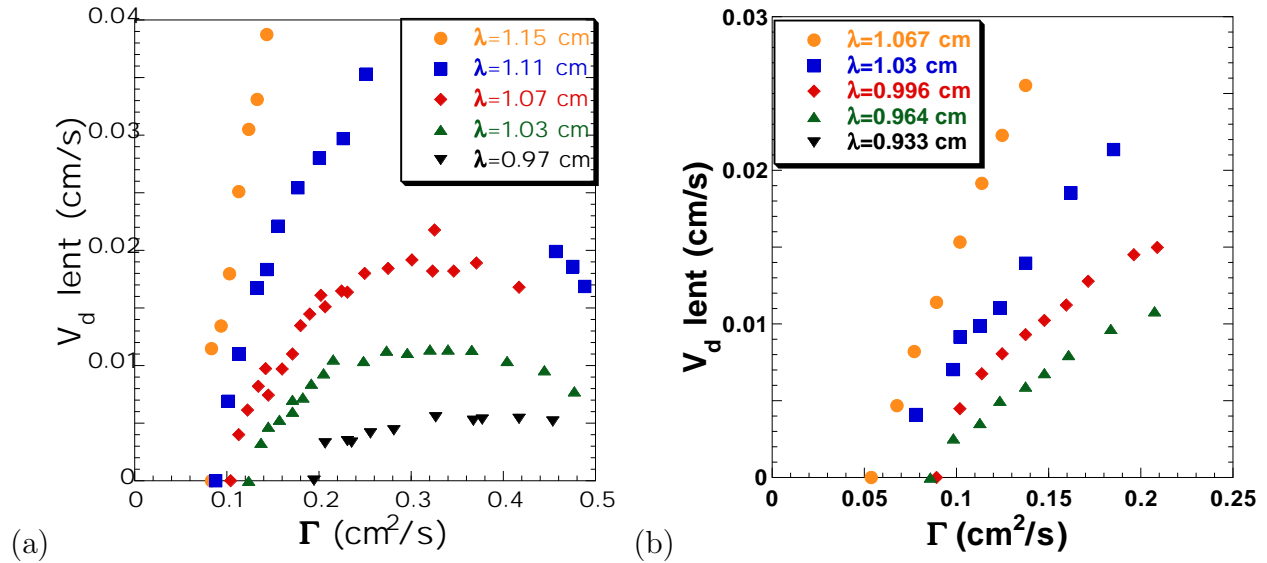 0.04
0.03
0.02
0.01
0
0
0.1
0.2
0.3
0.4
0.5
V_d lent (cm/s)
Γ (cm²/s)
λ=1.15 cm
λ=1.11 cm
λ=1.07 cm
λ=1.03 cm
λ=0.97 cm
(a)
0.03
0.02
0.01
0
0
0.05
0.1
0.15
0.2
0.25
V_d lent (cm/s)
Γ (cm²/s)
λ=1.067 cm
λ=1.03 cm
λ=0.996 cm
λ=0.964 cm
λ=0.933 cm
(b)